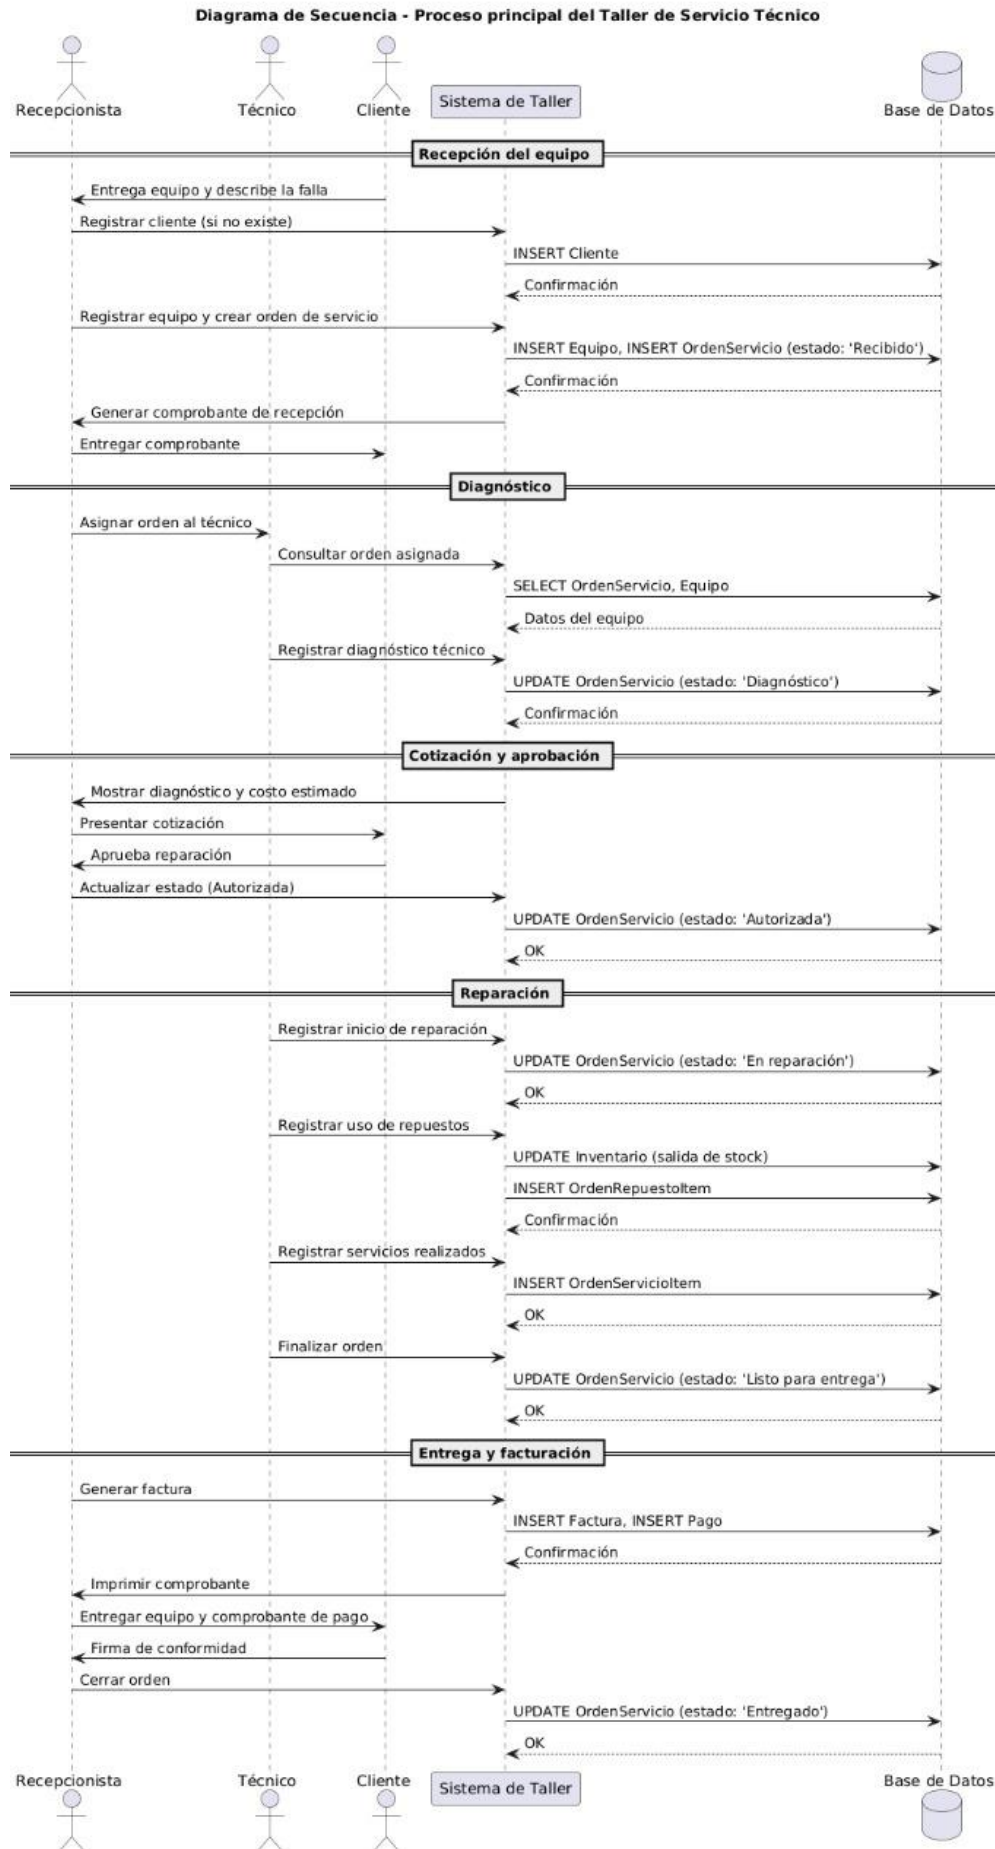 Diagrama de Secuencia - Proceso principal del Taller de Servicio Técnico
Recepcionista
Técnico
Cliente
Sistema de Taller
Base de Datos
Recepción del equipo
Entrega equipo y describe la falla
Registrar cliente (si no existe)
INSERT Cliente
Confirmación
Registrar equipo y crear orden de servicio
INSERT Equipo, INSERT OrdenServicio (estado: 'Recibido')
Confirmación
Generar comprobante de recepción
Entregar comprobante
Diagnóstico
Asignar orden al técnico
Consultar orden asignada
SELECT OrdenServicio, Equipo
Datos del equipo
Registrar diagnóstico técnico
UPDATE OrdenServicio (estado: 'Diagnóstico')
Confirmación
Cotización y aprobación
Mostrar diagnóstico y costo estimado
Presentar cotización
Aprueba reparación
Actualizar estado (Autorizada)
UPDATE OrdenServicio (estado: 'Autorizada')
OK
Reparación
Registrar inicio de reparación
UPDATE OrdenServicio (estado: 'En reparación')
OK
Registrar uso de repuestos
UPDATE Inventario (salida de stock)
INSERT OrdenRepuestoItem
Confirmación
Registrar servicios realizados
INSERT OrdenServicioItem
OK
Finalizar orden
UPDATE OrdenServicio (estado: 'Listo para entrega')
OK
Entrega y facturación
Generar factura
INSERT Factura, INSERT Pago
Confirmación
Imprimir comprobante
Entregar equipo y comprobante de pago
Firma de conformidad
Cerrar orden
UPDATE OrdenServicio (estado: 'Entregado')
OK
Recepcionista
Técnico
Cliente
Sistema de Taller
Base de Datos